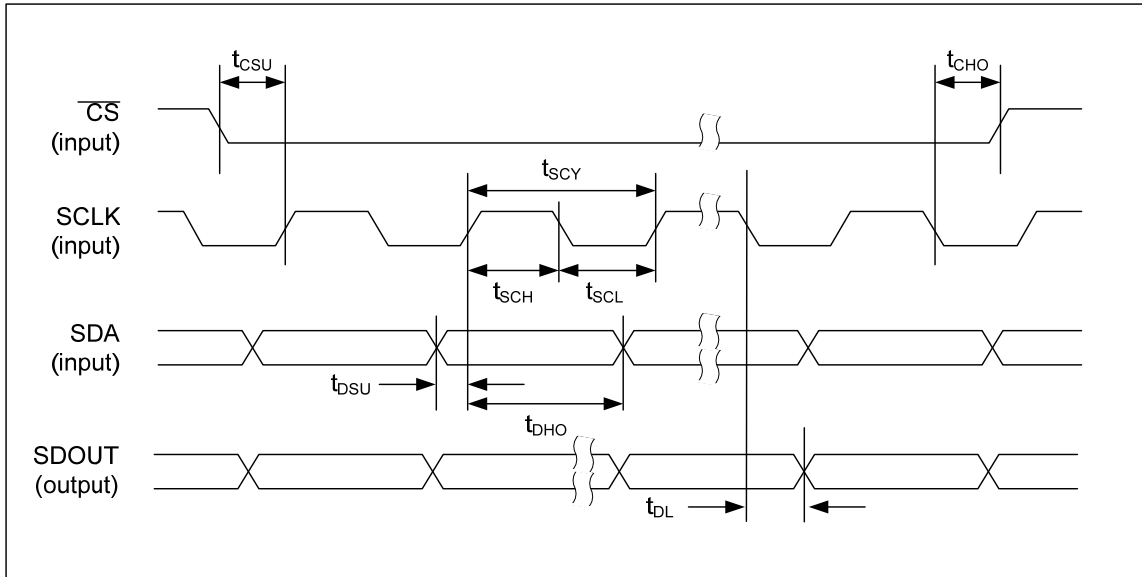 tCSU
tCHO
CS
(input)
tSCY
SCLK
(input)
tSCH
tSCL
SDA
(input)
tDSU
tDHO
SDOUT
(output)
tDL